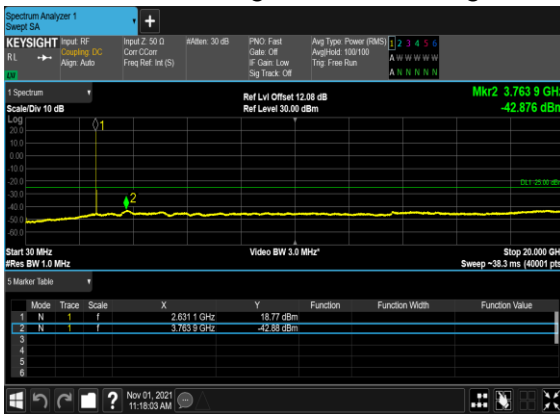 Spectrum Analyzer 1
Swept SA
KEYSIGHT Input: RF Input Z: 50 Ω #Atten: 30 dB PNO: Fast Avg Type: Power (RMS) 1 2 3 4 5 6
RL Coupling: DC Corr CCorr Gate: Off Avg|Hold: 100/100 A W W W W W
Align: Auto Freq Ref: Int (S) IF Gain: Low Trig: Free Run
LV Sig Track: Off A N N N N N
1 Spectrum Ref Lvl Offset 12.08 dB Mkr2 3.763 9 GHz
Scale/Div 10 dB Ref Level 30.00 dBm -42.876 dBm
Log
1
20.0
10.0
0.00
-10.0
-20.0
DL1 -25.00 dBm
-30.0
-40.0
2
-50.0
-60.0
Start 30 MHz Video BW 3.0 MHz* Stop 20.000 GHz
#Res BW 1.0 MHz Sweep ~38.3 ms (40001 pts)
5 Marker Table
Mode Trace Scale X Y Function Function Width Function Value
1 N 1 f 2.631 1 GHz 18.77 dBm
2 N 1 f 3.763 9 GHz -42.88 dBm
3
4
5
6
? Nov 01, 2021
11:18:03 AM